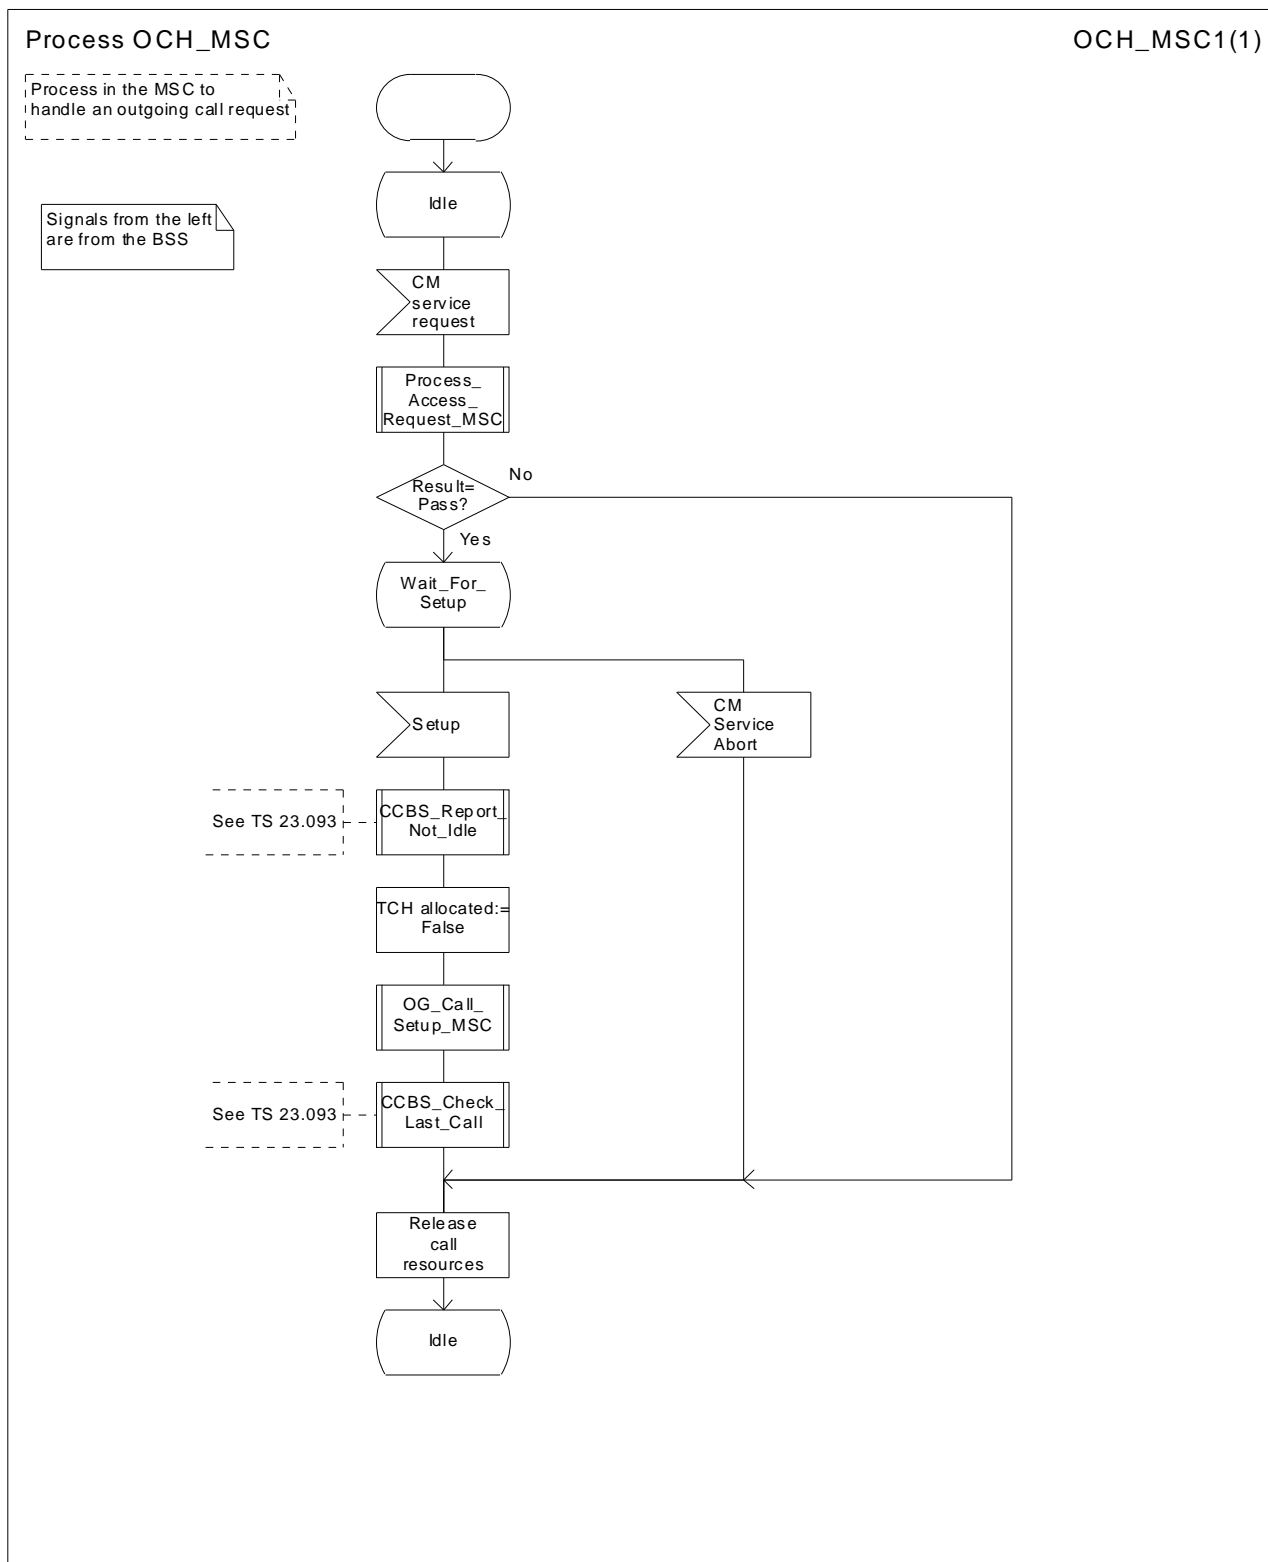 Process OCH_MSC
OCH_MSC1(1)
Process in the MSC to
handle an outgoing call request
Idle
Signals from the left
are from the BSS
CM
service
request
Process_
Access_
Request_MSC
No
Result=
Pass?
Yes
Wait_For_
Setup
Setup
CM
Service
Abort
See TS 23.093
CCBS_Report_
Not_Idle
TCH allocated:=
False
OG_Call_
Setup_MSC
See TS 23.093
CCBS_Check_
Last_Call
Release
call
resources
Idle